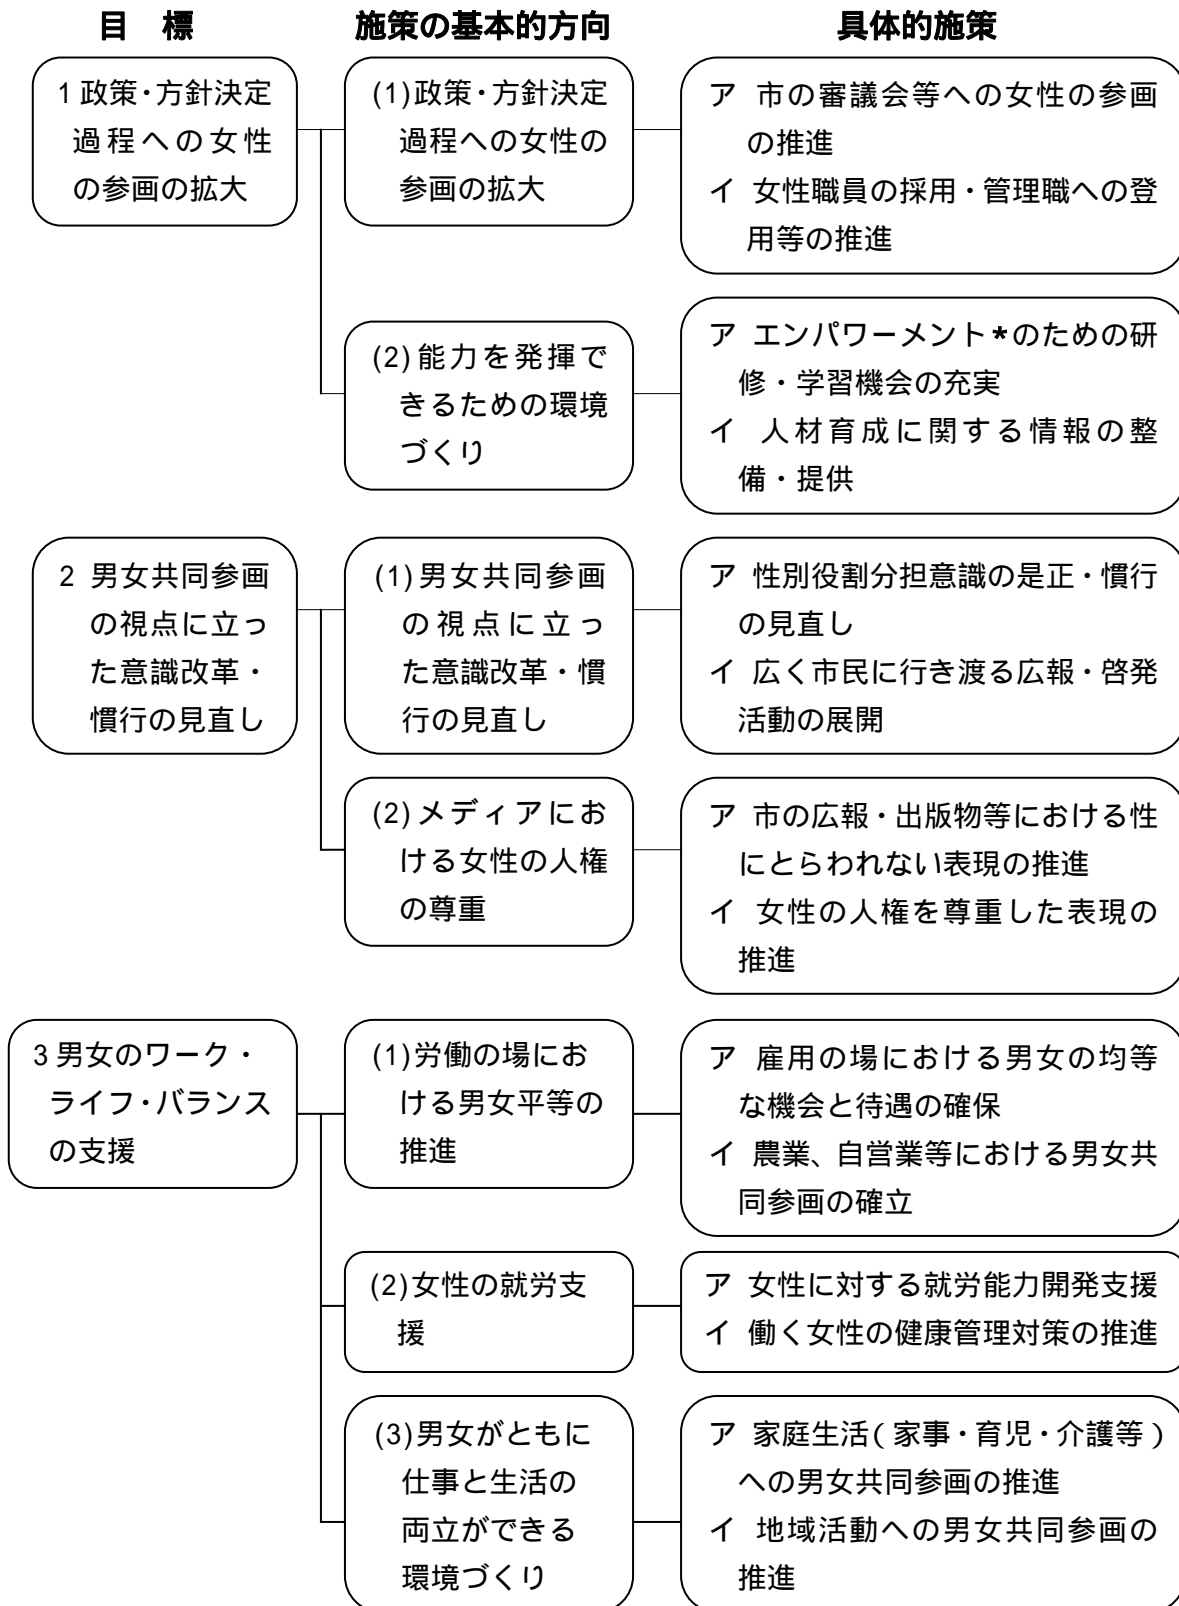 目　標
施策の基本的方向
具体的施策
1 政策・方針決定
過程への女性
の参画の拡大
(1)政策・方針決定
過程への女性の
参画の拡大
ア 市の審議会等への女性の参画
の推進
イ 女性職員の採用・管理職への登
用等の推進
(2)能力を発揮で
きるための環境
づくり
ア エンパワーメント*のための研
修・学習機会の充実
イ 人材育成に関する情報の整
備・提供
2 男女共同参画
の視点に立っ
た意識改革・
慣行の見直し
(1)男女共同参画
の視点に立っ
た意識改革・慣
行の見直し
ア 性別役割分担意識の是正・慣行
の見直し
イ 広く市民に行き渡る広報・啓発
活動の展開
(2)メディアにお
ける女性の人権
の尊重
ア 市の広報・出版物等における性
にとらわれない表現の推進
イ 女性の人権を尊重した表現の
推進
3 男女のワーク・
ライフ・バランス
の支援
(1)労働の場にお
ける男女平等の
推進
ア 雇用の場における男女の均等
な機会と待遇の確保
イ 農業、自営業等における男女共
同参画の確立
(2)女性の就労支
援
ア 女性に対する就労能力開発支援
イ 働く女性の健康管理対策の推進
(3)男女がともに
仕事と生活の
両立ができる
環境づくり
ア 家庭生活(家事・育児・介護等)
への男女共同参画の推進
イ 地域活動への男女共同参画の
推進